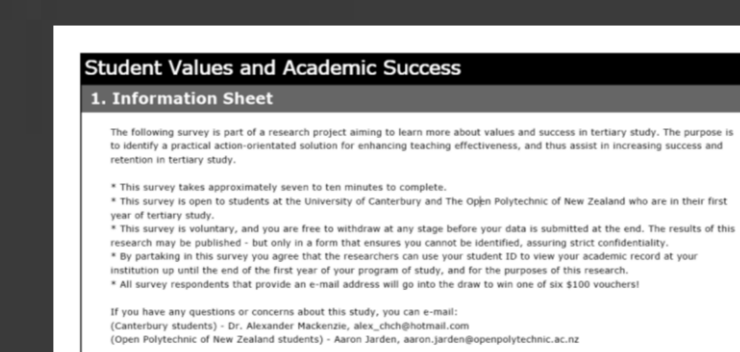 Student Values and Academic Success
1. Information Sheet
The following survey is part of a research project aiming to learn more about values and success in tertiary study. The purpose is
to identify a practical action-orientated solution for enhancing teaching effectiveness, and thus assist in increasing success and
retention in tertiary study.
* This survey takes approximately seven to ten minutes to complete.
* This survey is open to students at the University of Canterbury and The Open Polytechnic of New Zealand who are in their first
year of tertiary study.
* This survey is voluntary, and you are free to withdraw at any stage before your data is submitted at the end. The results of this
research may be published - but only in a form that ensures you cannot be identified, assuring strict confidentiality.
* By partaking in this survey you agree that the researchers can use your student ID to view your academic record at your
institution up until the end of the first year of your program of study, and for the purposes of this research.
* All survey respondents that provide an e-mail address will go into the draw to win one of six $100 vouchers!
If you have any questions or concerns about this study, you can e-mail:
(Canterbury students) - Dr. Alexander Mackenzie, alex_chch@hotmail.com
(Open Polytechnic of New Zealand students) - Aaron Jarden, aaron.jarden@openpolytechnic.ac.nz